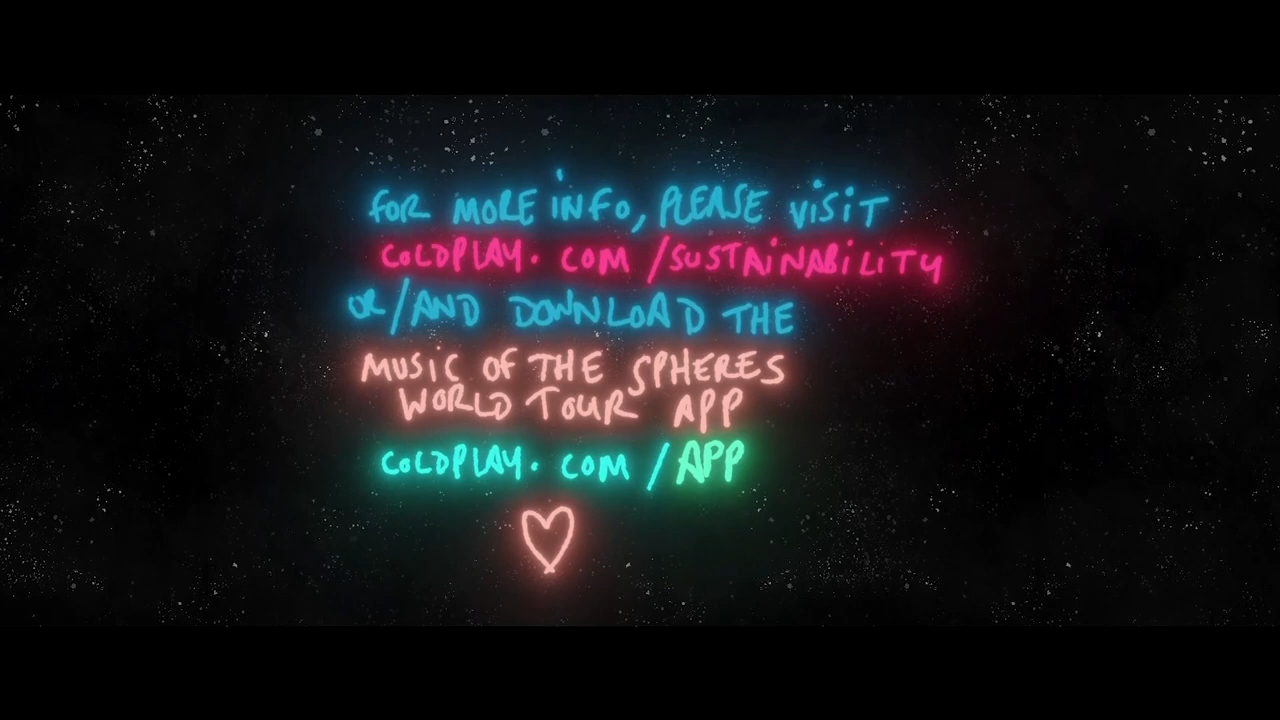 FOR MORE iNFO, PLEASE ViSiT
COLDPLAY. COM /SUSTAiNABiLiTY
OR/AND DOWNLOAD THE
MUSiC OF THE SPHERES
WORLD TOUR APP
COLDPLAY. COM /APP